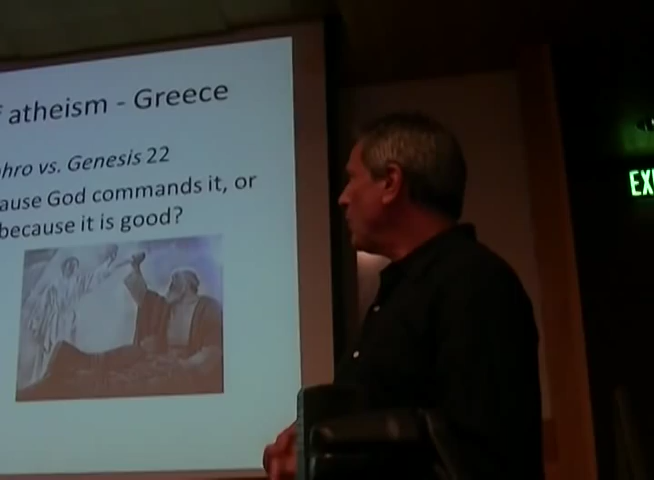 atheism - Greece
hro vs. Genesis 22
ause God commands it, or
because it is good?
EX